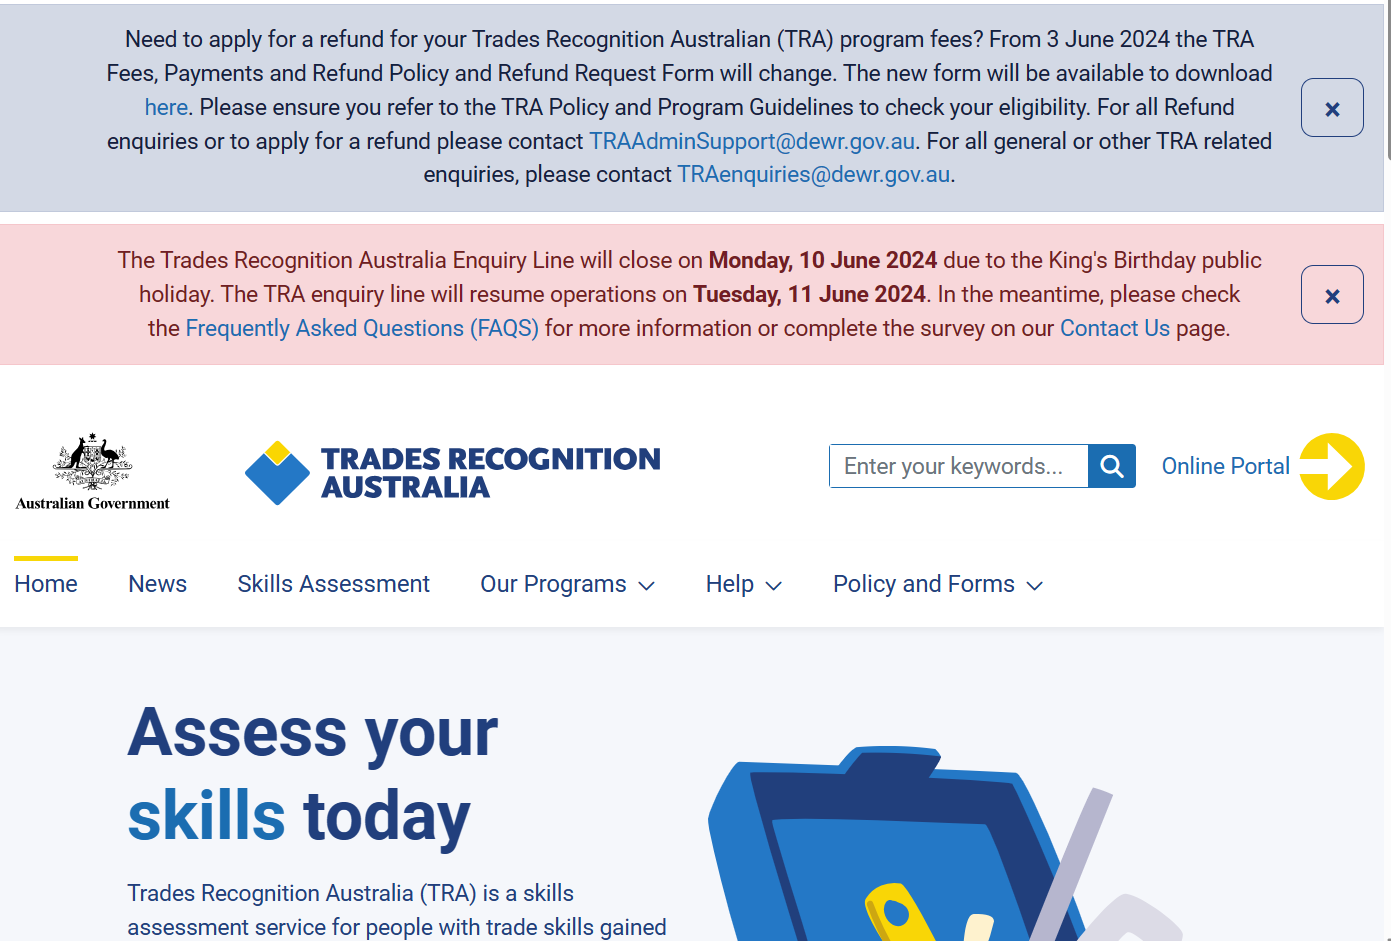 Need to apply for a refund for your Trades Recognition Australian (TRA) program fees? From 3 June 2024 the TRA
Fees, Payments and Refund Policy and Refund Request Form will change. The new form will be available to download
here. Please ensure you refer to the TRA Policy and Program Guidelines to check your eligibility. For all Refund
enquiries or to apply for a refund please contact TRAAdminSupport@dewr.gov.au. For all general or other TRA related
enquiries, please contact TRAenquiries@dewr.gov.au.
The Trades Recognition Australia Enquiry Line will close on Monday, 10 June 2024 due to the King's Birthday public
holiday. The TRA enquiry line will resume operations on Tuesday, 11 June 2024. In the meantime, please check
the Frequently Asked Questions (FAQS) for more information or complete the survey on our Contact Us page.
Australian Government
TRADES RECOGNITION
AUSTRALIA
Enter your keywords...
Online Portal
Home News Skills Assessment Our Programs Help Policy and Forms
Assess your
skills today
Trades Recognition Australia (TRA) is a skills
assessment service for people with trade skills gained